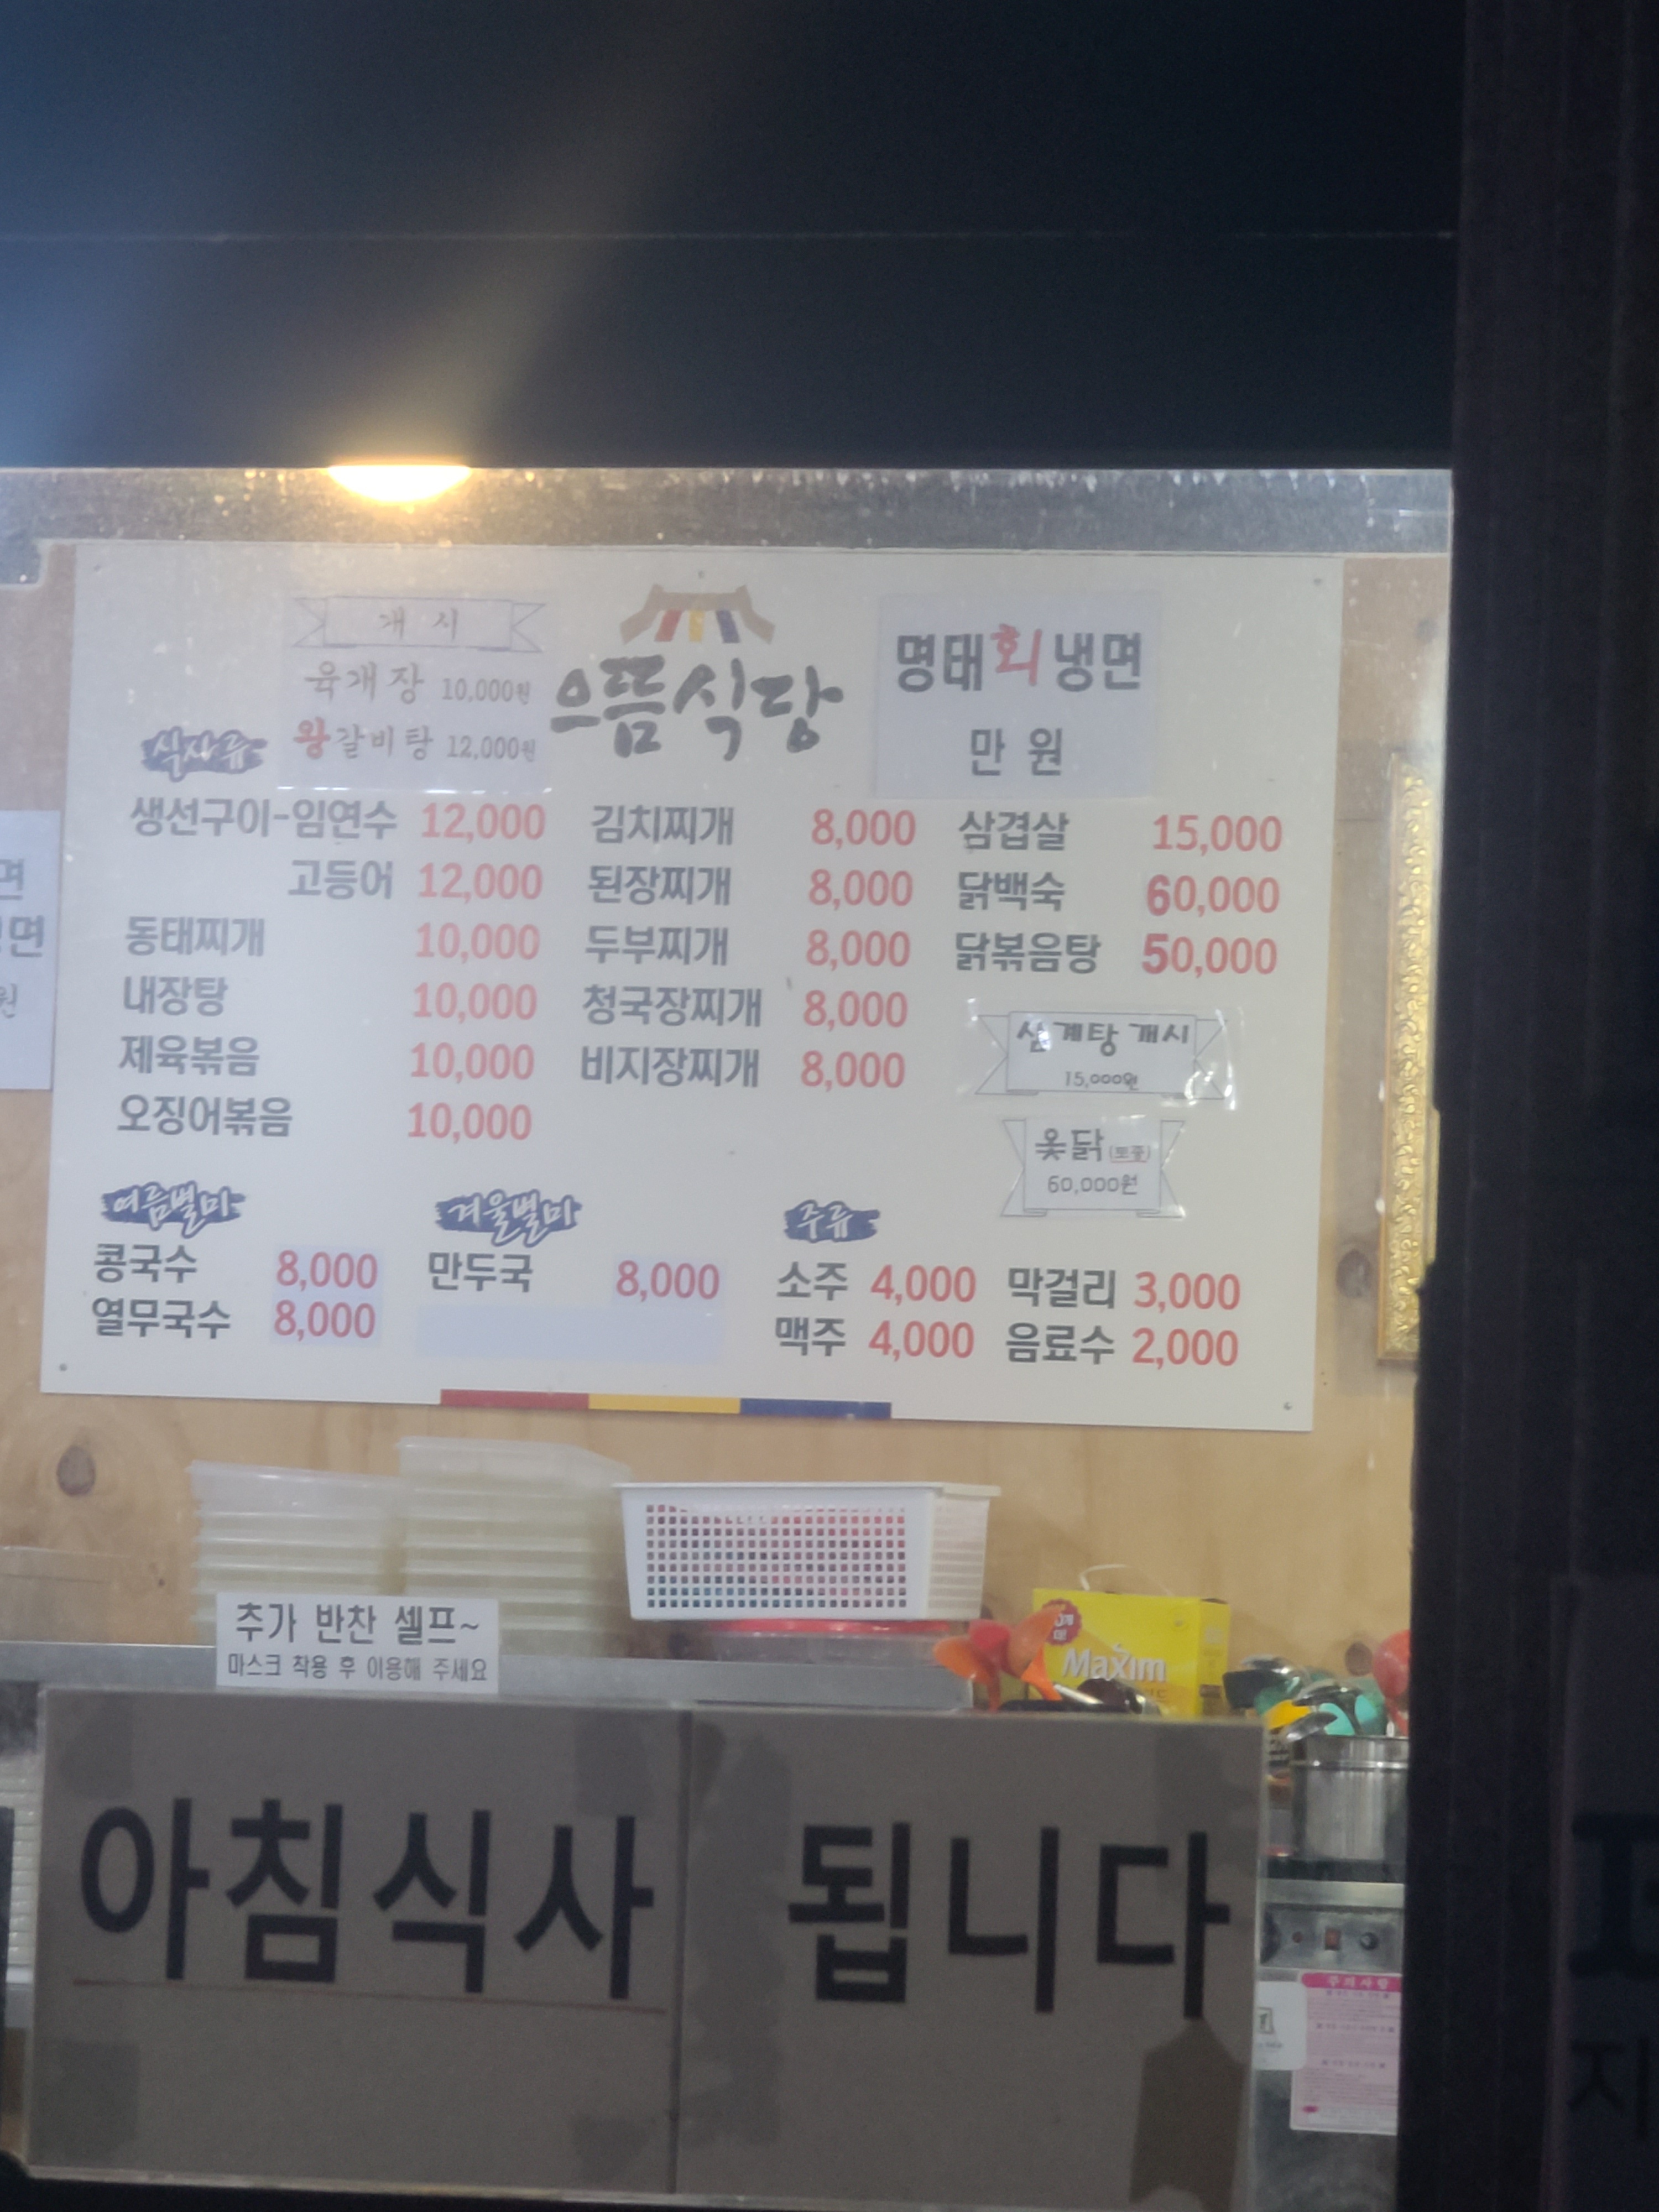 개 시
육개장 10,000원
왕갈비탕 12,000원
으뜸식당
명태회냉면
만 원
식사류
생선구이-임연수 12,000
고등어 12,000
동태찌개 10,000
내장탕 10,000
제육볶음 10,000
오징어볶음 10,000
김치찌개 8,000
된장찌개 8,000
두부찌개 8,000
청국장찌개 8,000
비지장찌개 8,000
삼겹살 15,000
닭백숙 60,000
닭볶음탕 50,000
삼계탕 개시
15,000원
옻닭(토종)
60,000원
여름별미
콩국수 8,000
열무국수 8,000
겨울별미
만두국 8,000
주류
소주 4,000 막걸리 3,000
맥주 4,000 음료수 2,000
면
면
원
추가 반찬 셀프~
마스크 착용 후 이용해 주세요
Maxim
아침식사 됩니다
주의사항
지